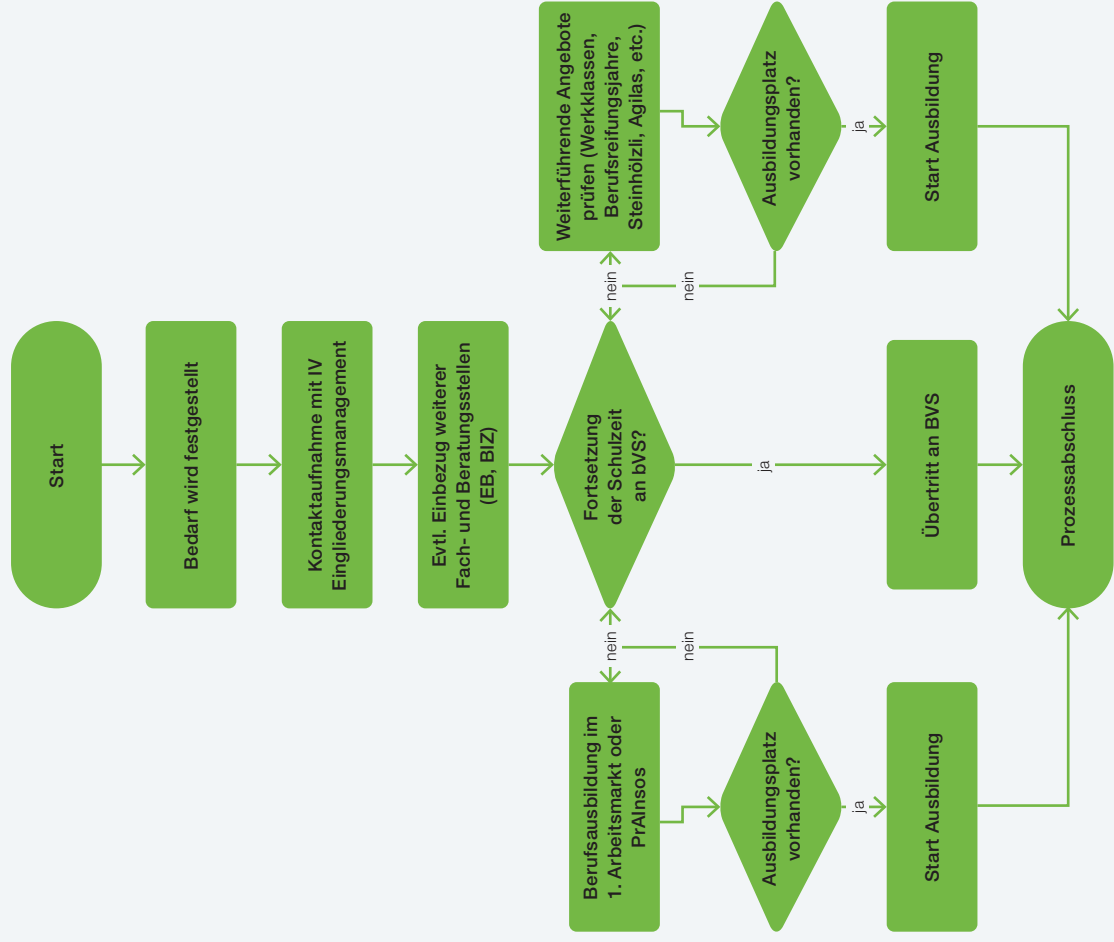 Start
Bedarf wird festgestellt
Kontaktaufnahme mit IV
Eingliederungsmanagement
Evtl. Einbezug weiterer
Fach- und Beratungsstellen
(EB, BIZ)
Fortsetzung
der Schulzeit
an bVS?
nein
nein
Berufsausbildung im
1. Arbeitsmarkt oder
PrAInsos
Ausbildungsplatz
vorhanden?
ja
Start Ausbildung
ja
Übertritt an BVS
nein
nein
Weiterführende Angebote
prüfen (Werkklassen,
Berufsreifungsjahre,
Steinhölzli, Agilas, etc.)
Ausbildungsplatz
vorhanden?
ja
Start Ausbildung
Prozessabschluss